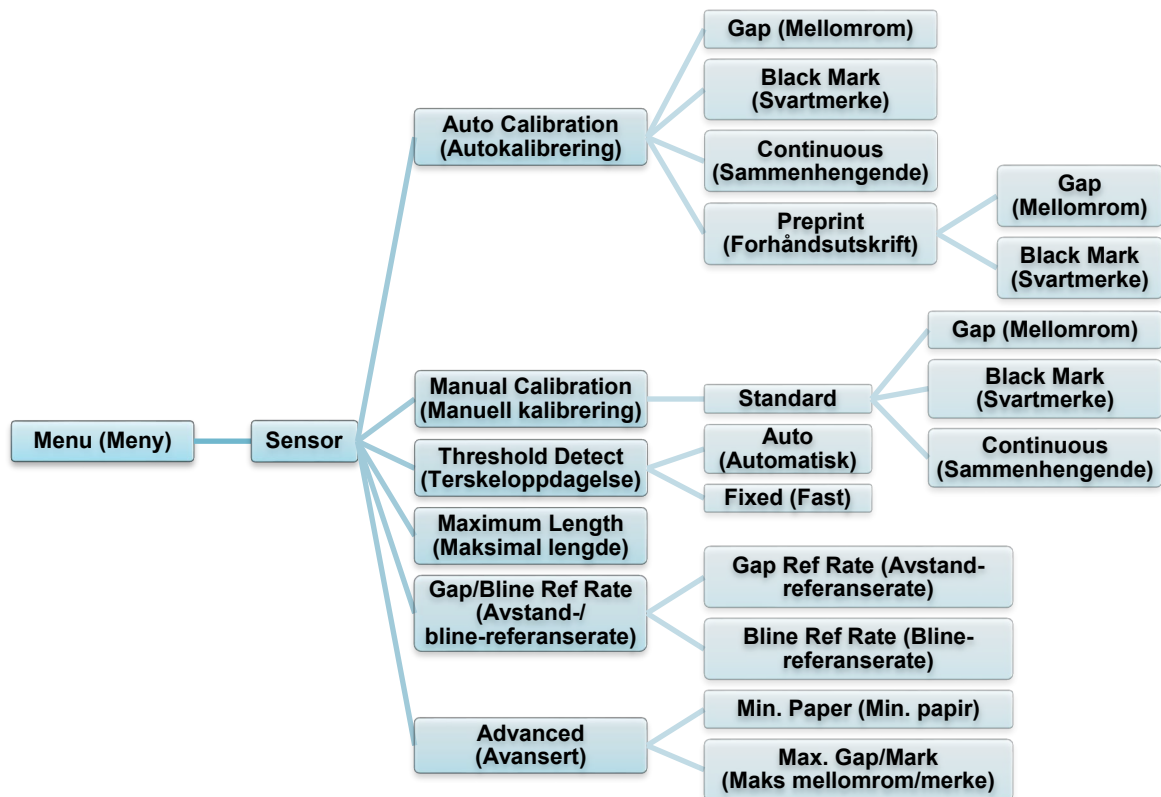 Menu (Meny)
Sensor
Auto Calibration
(Autokalibrering)
Gap (Mellomrom)
Black Mark
(Svartmerke)
Continuous
(Sammenhengende)
Preprint
(Forhåndsutskrift)
Gap
(Mellomrom)
Black Mark
(Svartmerke)
Manual Calibration
(Manuell kalibrering)
Standard
Gap (Mellomrom)
Black Mark
(Svartmerke)
Continuous
(Sammenhengende)
Threshold Detect
(Terskeloppdagelse)
Auto
(Automatisk)
Fixed (Fast)
Maximum Length
(Maksimal lengde)
Gap/Bline Ref Rate
(Avstand-/
bline-referanserate)
Gap Ref Rate (Avstand-
referanserate)
Bline Ref Rate (Bline-
referanserate)
Advanced
(Avansert)
Min. Paper (Min. papir)
Max. Gap/Mark
(Maks mellomrom/merke)